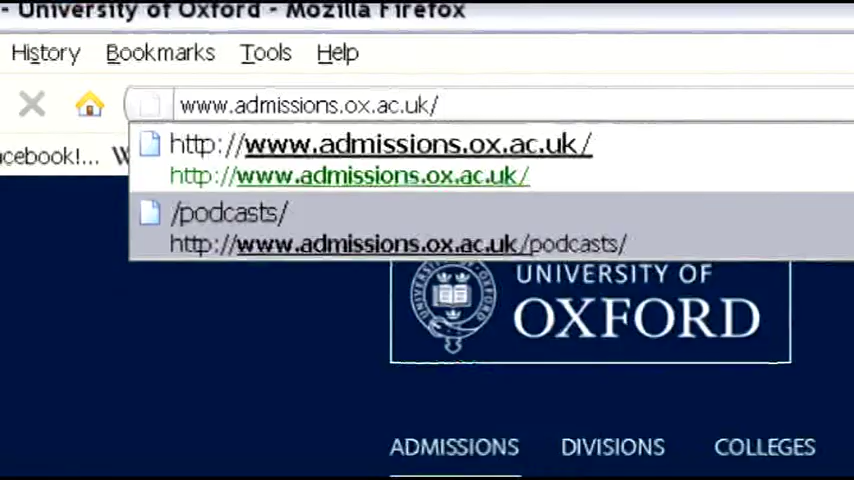 - University of Oxford - Mozilla Firefox
History Bookmarks Tools Help
www.admissions.ox.ac.uk/
http://www.admissions.ox.ac.uk/
acebook!... W
http://www.admissions.ox.ac.uk/
/podcasts/
http://www.admissions.ox.ac.uk/podcasts/
UNIVERSITY OF
OXFORD
ADMISSIONS DIVISIONS COLLEGES